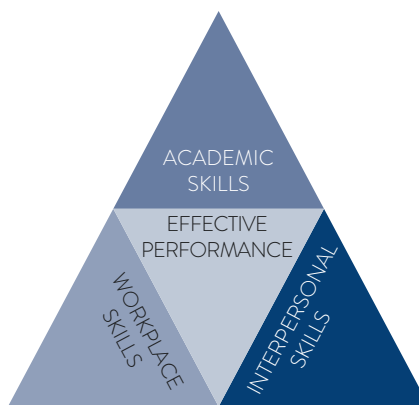 ACADEMIC
SKILLS
EFFECTIVE
PERFORMANCE
WORKPLACE
SKILLS
INTERPERSONAL
SKILLS